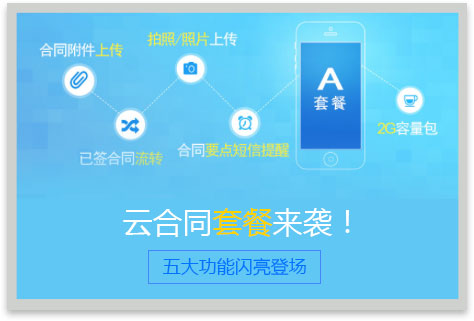 合同附件上传
拍照/照片上传
已签合同流转
合同要点短信提醒
A
套餐
2G容量包
云合同套餐来袭！
五大功能闪亮登场